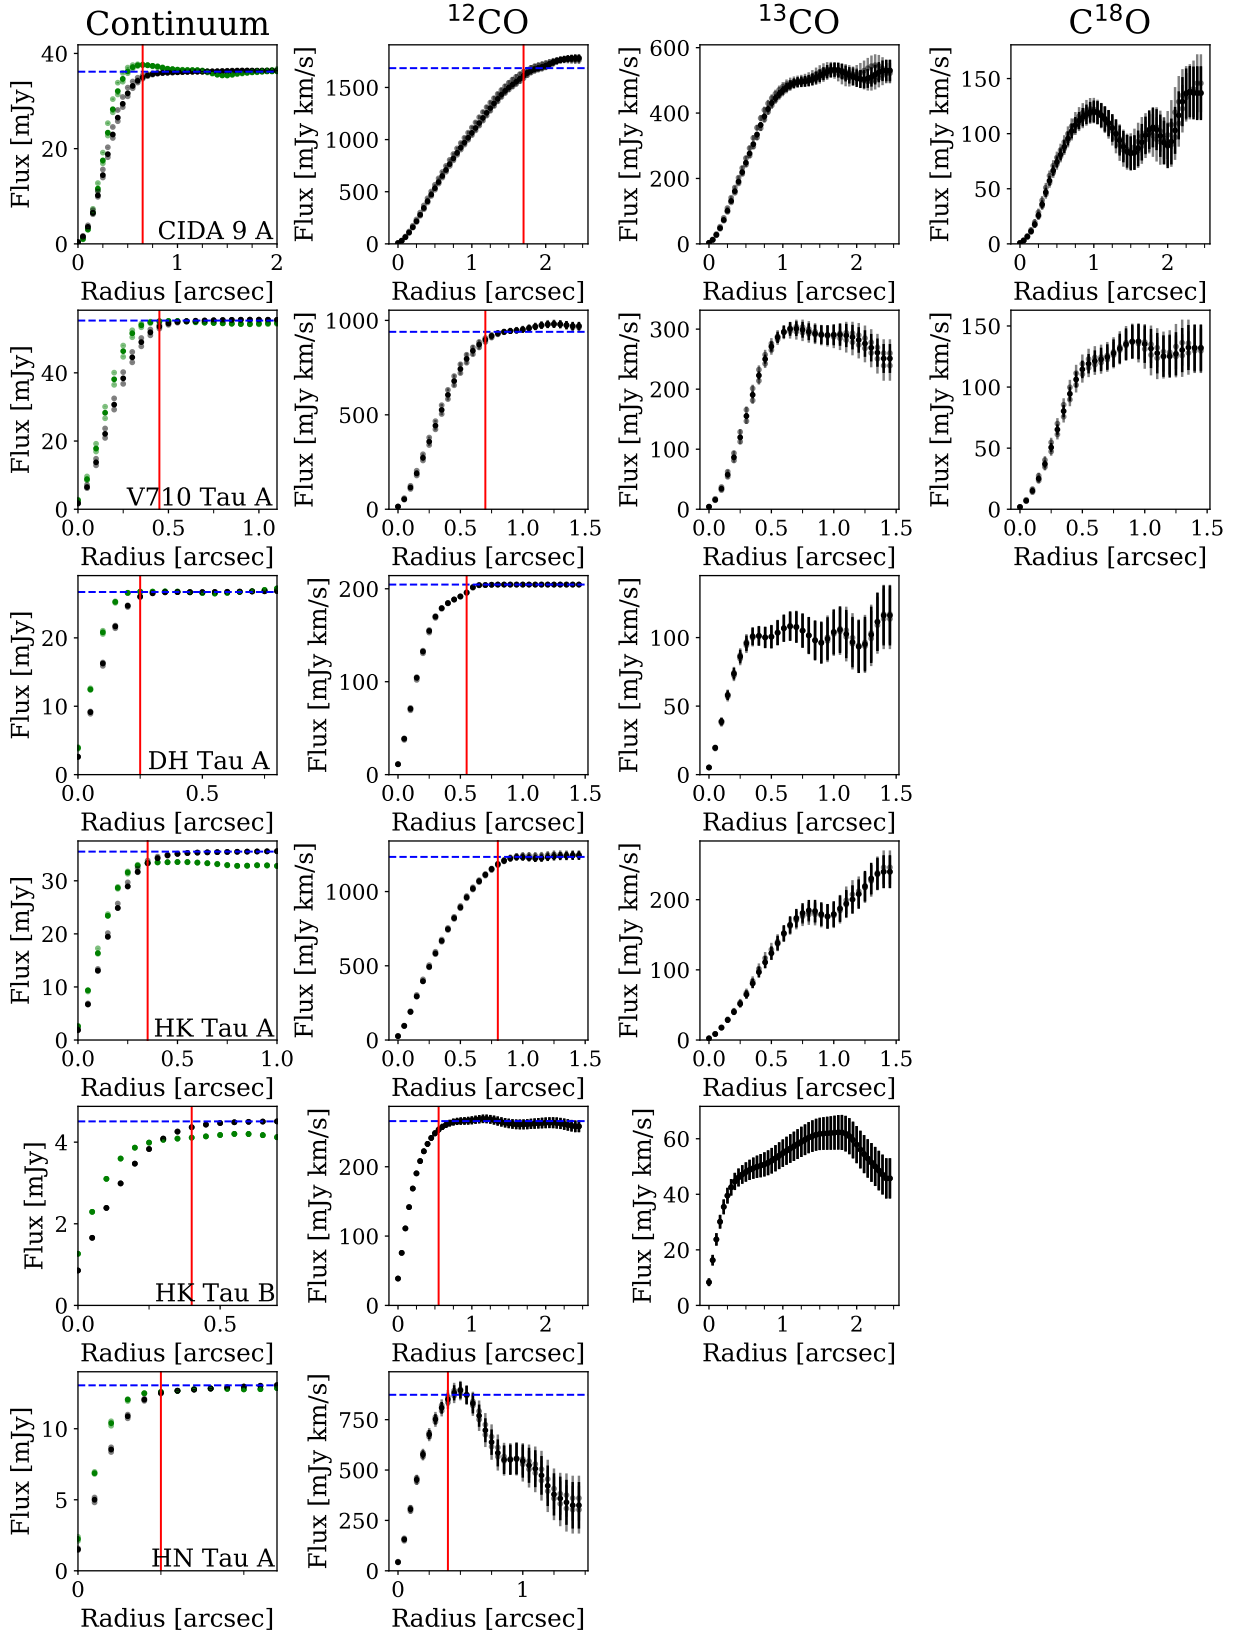 Continuum
¹²CO
¹³CO
C¹⁸O
Flux [mJy]
40
20
0
CIDA 9 A
0 1 2
Radius [arcsec]
Flux [mJy km/s]
1500
1000
500
0
0 1 2
Radius [arcsec]
Flux [mJy km/s]
600
400
200
0
0 1 2
Radius [arcsec]
Flux [mJy km/s]
150
100
50
0
0 1 2
Radius [arcsec]
Flux [mJy]
40
20
0
V710 Tau A
0.0 0.5 1.0
Radius [arcsec]
Flux [mJy km/s]
1000
500
0
0.0 0.5 1.0 1.5
Radius [arcsec]
Flux [mJy km/s]
300
200
100
0
0.0 0.5 1.0 1.5
Radius [arcsec]
Flux [mJy km/s]
150
100
50
0
0.0 0.5 1.0 1.5
Radius [arcsec]
Flux [mJy]
20
10
0
DH Tau A
0.0 0.5
Radius [arcsec]
Flux [mJy km/s]
200
100
0
0.0 0.5 1.0 1.5
Radius [arcsec]
Flux [mJy km/s]
100
50
0
0.0 0.5 1.0 1.5
Radius [arcsec]
Flux [mJy]
30
20
10
0
HK Tau A
0.0 0.5 1.0
Radius [arcsec]
Flux [mJy km/s]
1000
500
0
0.0 0.5 1.0 1.5
Radius [arcsec]
Flux [mJy km/s]
200
100
0
0.0 0.5 1.0 1.5
Radius [arcsec]
Flux [mJy]
4
2
0
HK Tau B
0.0 0.5
Radius [arcsec]
Flux [mJy km/s]
200
100
0
0 1 2
Radius [arcsec]
Flux [mJy km/s]
60
40
20
0
0 1 2
Radius [arcsec]
Flux [mJy]
10
5
0
HN Tau A
0
Radius [arcsec]
Flux [mJy km/s]
750
500
250
0
0 1
Radius [arcsec]